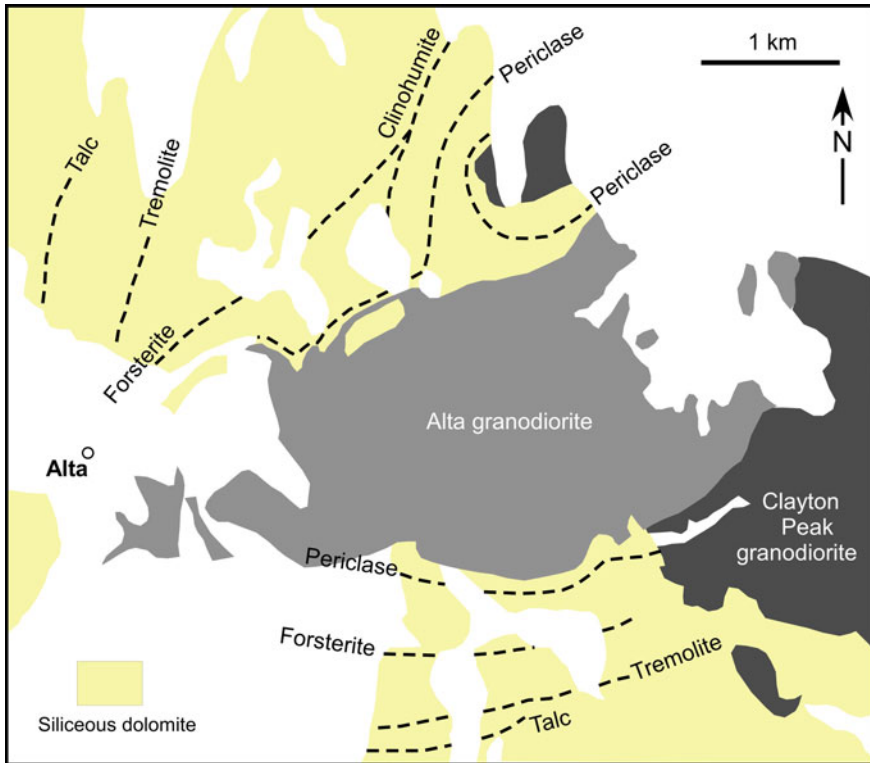 1 km
N
Clinohumite
Periclase
Talc
Tremolite
Periclase
Forsterite
Alta granodiorite
Alta
Clayton
Peak
granodiorite
Periclase
Forsterite
Tremolite
Talc
Siliceous dolomite